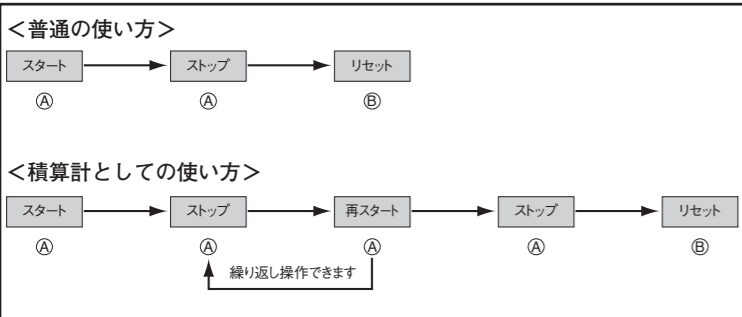 <普通の使い方>
スタート ストップ リセット
Ⓐ Ⓐ Ⓑ
<積算計としての使い方>
スタート ストップ 再スタート ストップ リセット
Ⓐ Ⓐ Ⓐ Ⓐ Ⓑ
繰り返し操作できます